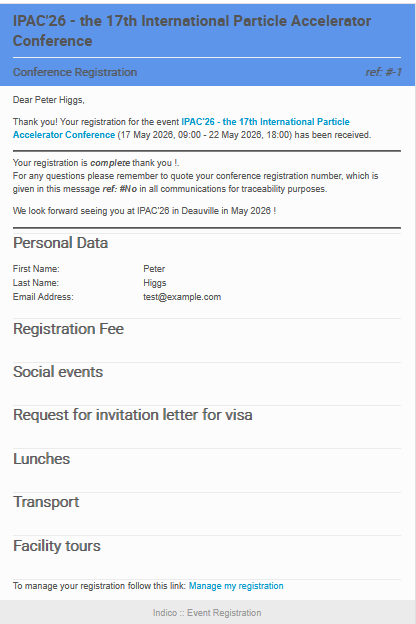 IPAC'26 - the 17th International Particle Accelerator
Conference
Conference Registration ref: #-1
Dear Peter Higgs,
Thank you! Your registration for the event IPAC'26 - the 17th International Particle
Accelerator Conference (17 May 2026, 09:00 - 22 May 2026, 18:00) has been received.
Your registration is complete thank you !.
For any questions please remember to quote your conference registration number, which is
given in this message ref: #No in all communications for traceability purposes.
We look forward seeing you at IPAC'26 in Deauville in May 2026 !
Personal Data
First Name: Peter
Last Name: Higgs
Email Address: test@example.com
Registration Fee
Social events
Request for invitation letter for visa
Lunches
Transport
Facility tours
To manage your registration follow this link: Manage my registration
Indico :: Event Registration